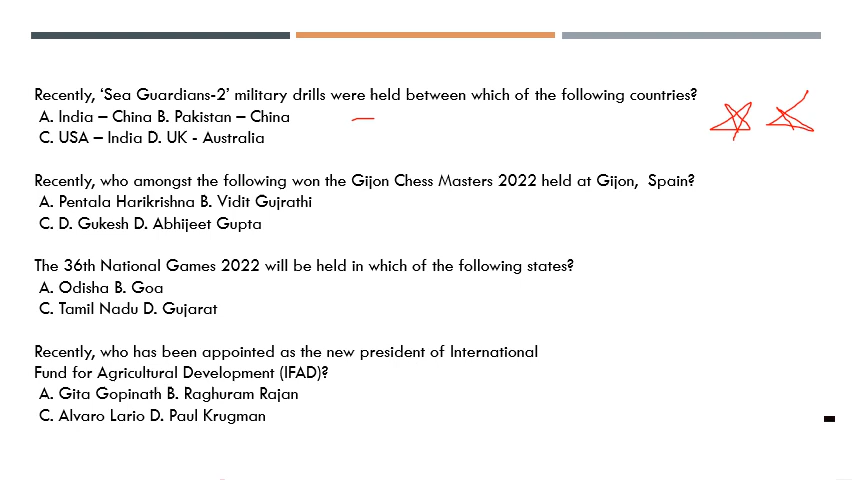 Recently, ‘Sea Guardians-2’ military drills were held between which of the following countries?
A. India – China B. Pakistan – China
C. USA – India D. UK - Australia
Recently, who amongst the following won the Gijon Chess Masters 2022 held at Gijon, Spain?
A. Pentala Harikrishna B. Vidit Gujrathi
C. D. Gukesh D. Abhijeet Gupta
The 36th National Games 2022 will be held in which of the following states?
A. Odisha B. Goa
C. Tamil Nadu D. Gujarat
Recently, who has been appointed as the new president of International
Fund for Agricultural Development (IFAD)?
A. Gita Gopinath B. Raghuram Rajan
C. Alvaro Lario D. Paul Krugman